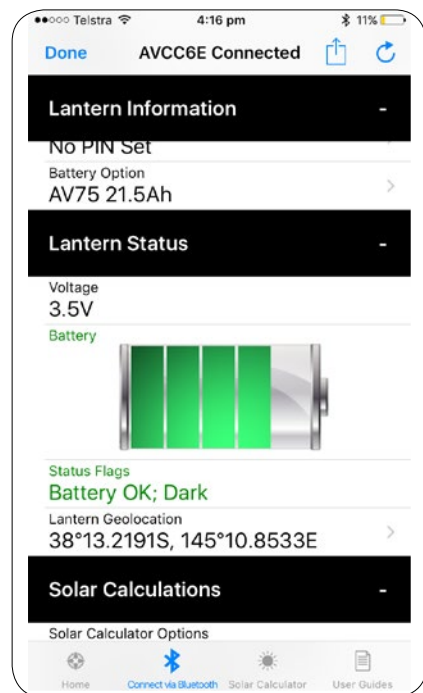 Telstra 4:16 pm 11%
Done AVCC6E Connected
Lantern Information -
No PIN Set
Battery Option
AV75 21.5Ah
Lantern Status -
Voltage
3.5V
Battery
Status Flags
Battery OK; Dark
Lantern Geolocation
38°13.2191S, 145°10.8533E
Solar Calculations -
Solar Calculator Options
Home Connect via Bluetooth Solar Calculator User Guides